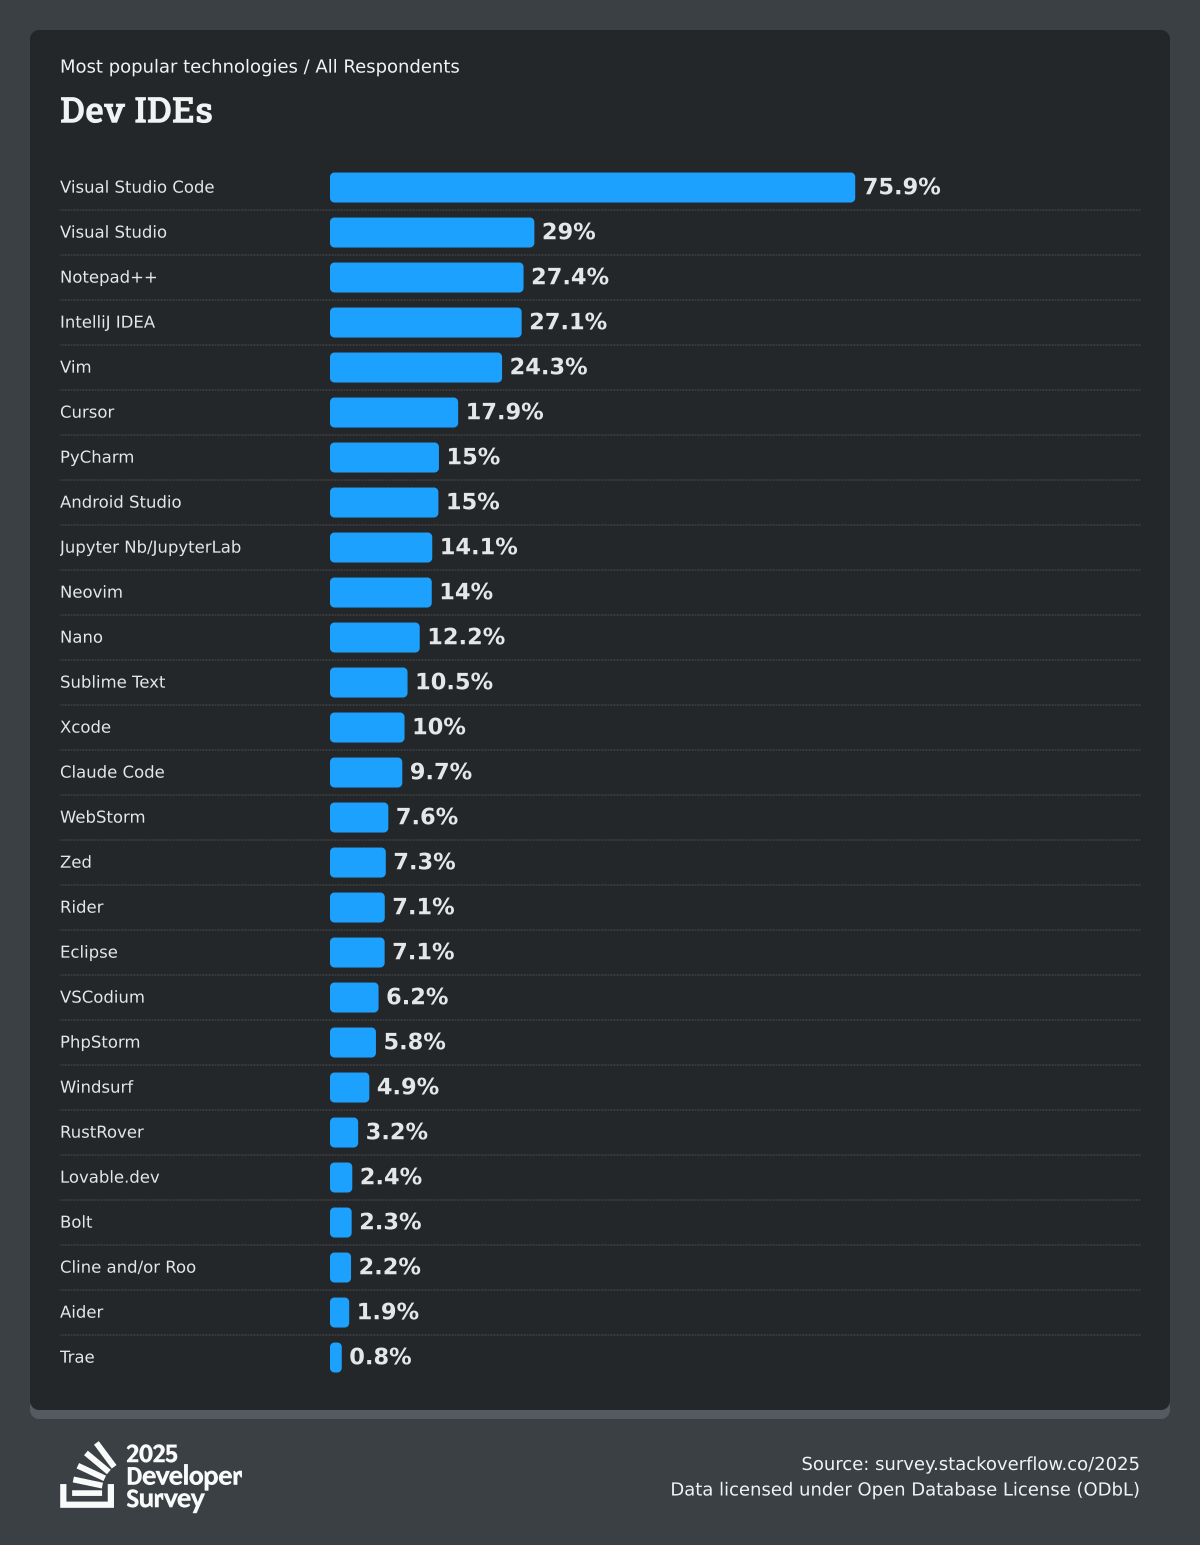 Most popular technologies / All Respondents
Dev IDEs
Visual Studio Code 75.9%
Visual Studio 29%
Notepad++ 27.4%
IntelliJ IDEA 27.1%
Vim 24.3%
Cursor 17.9%
PyCharm 15%
Android Studio 15%
Jupyter Nb/JupyterLab 14.1%
Neovim 14%
Nano 12.2%
Sublime Text 10.5%
Xcode 10%
Claude Code 9.7%
WebStorm 7.6%
Zed 7.3%
Rider 7.1%
Eclipse 7.1%
VSCodium 6.2%
PhpStorm 5.8%
Windsurf 4.9%
RustRover 3.2%
Lovable.dev 2.4%
Bolt 2.3%
Cline and/or Roo 2.2%
Aider 1.9%
Trae 0.8%
2025
Developer
Survey
Source: survey.stackoverflow.co/2025
Data licensed under Open Database License (ODbL)